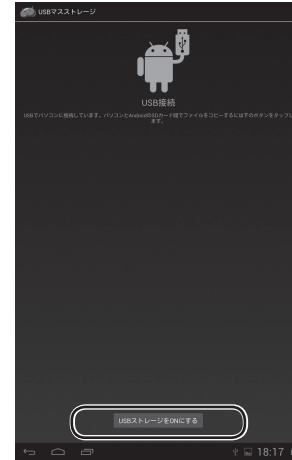 USBマスストレージ
USB接続
USBでパソコンに接続しています。パソコンとAndroidのSDカード間でファイルをコピーするには下のボタンをタップし
ます。
USBストレージをONにする
18:17